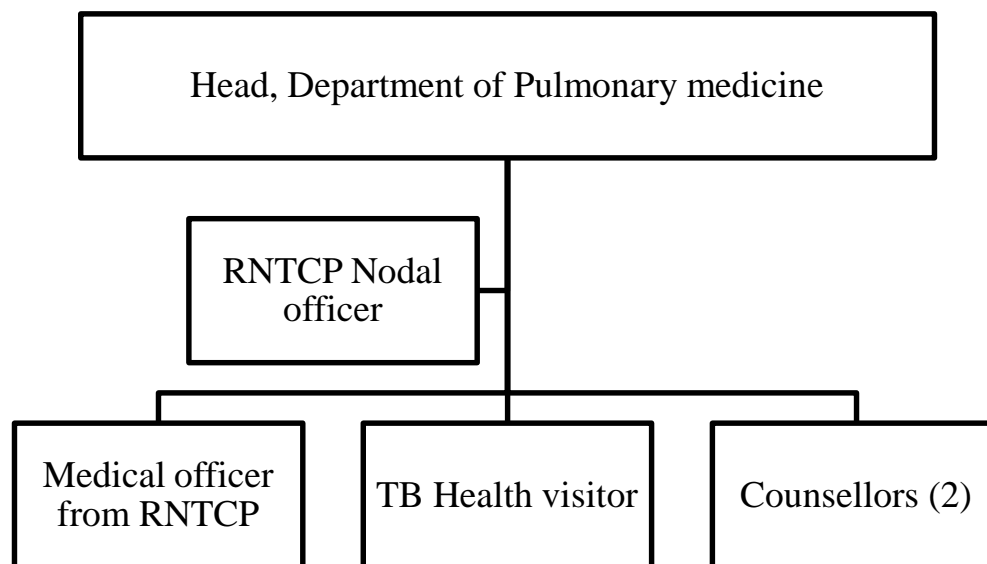 Head, Department of Pulmonary medicine
RNTCP Nodal
officer
Medical officer
from RNTCP
TB Health visitor
Counsellors (2)